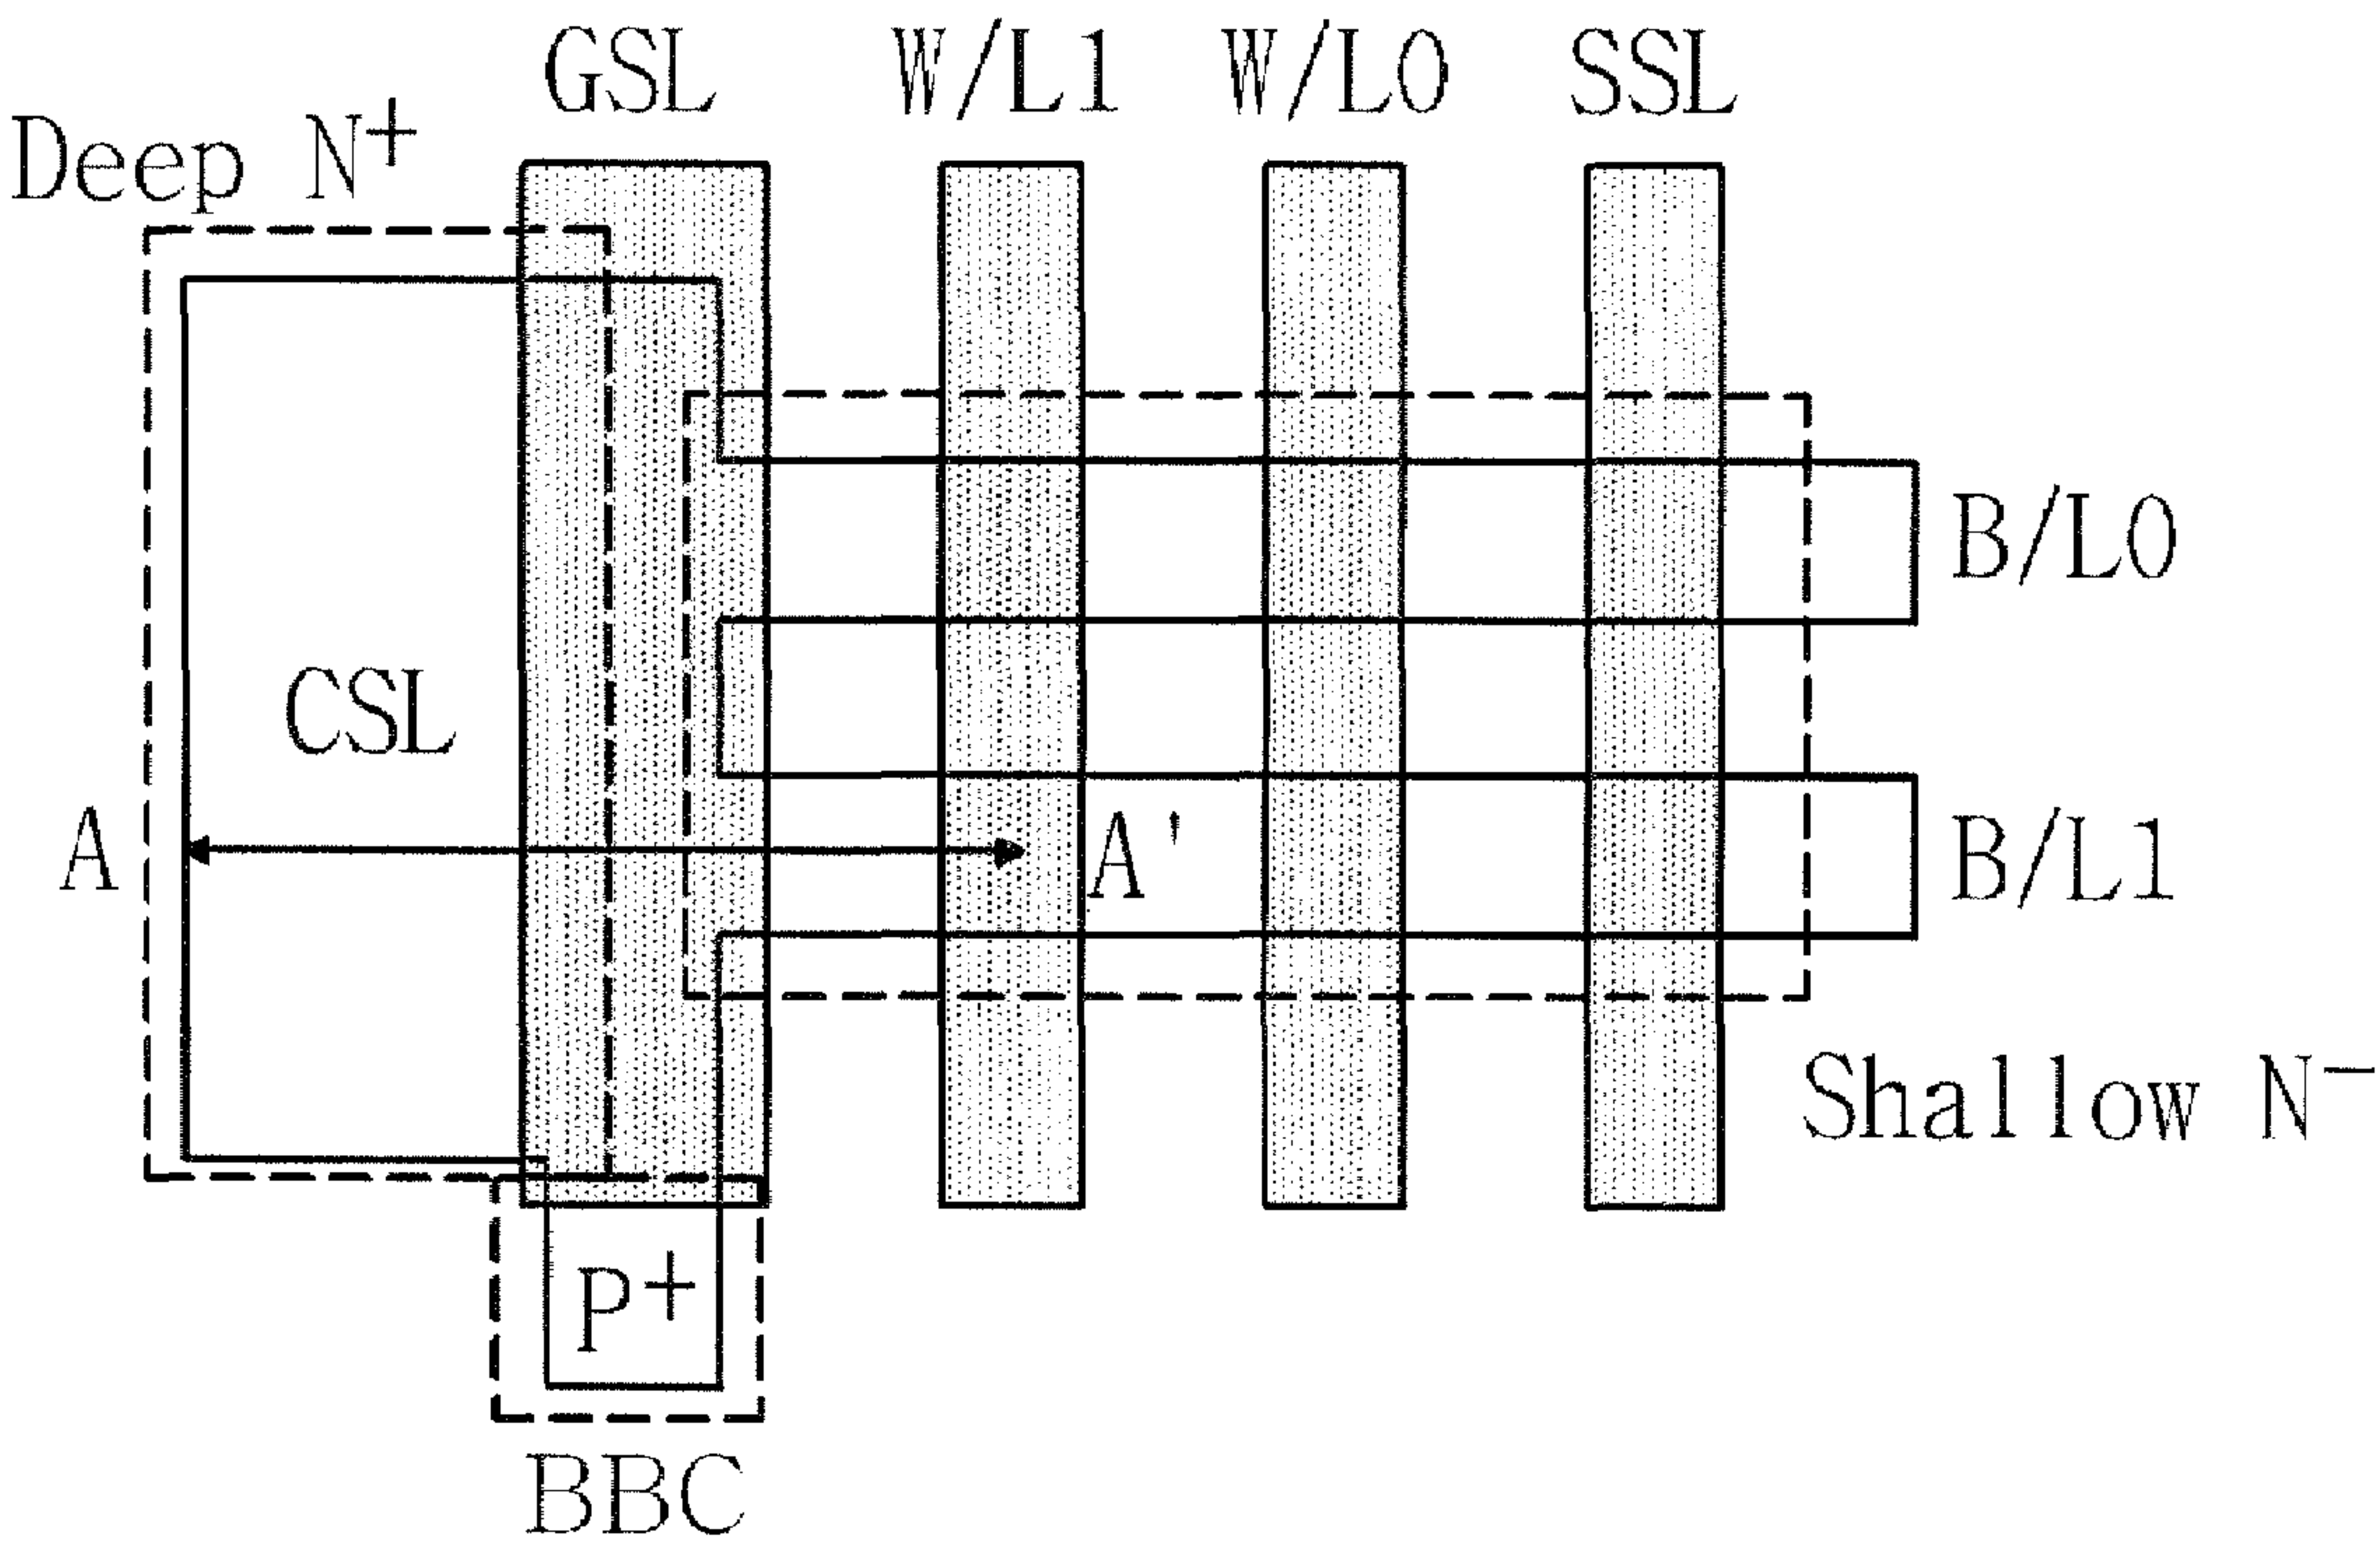 GSL W/L1 W/L0 SSL
Deep N+
B/L0
CSL
A A' B/L1
Shallow N−
P+
BBC